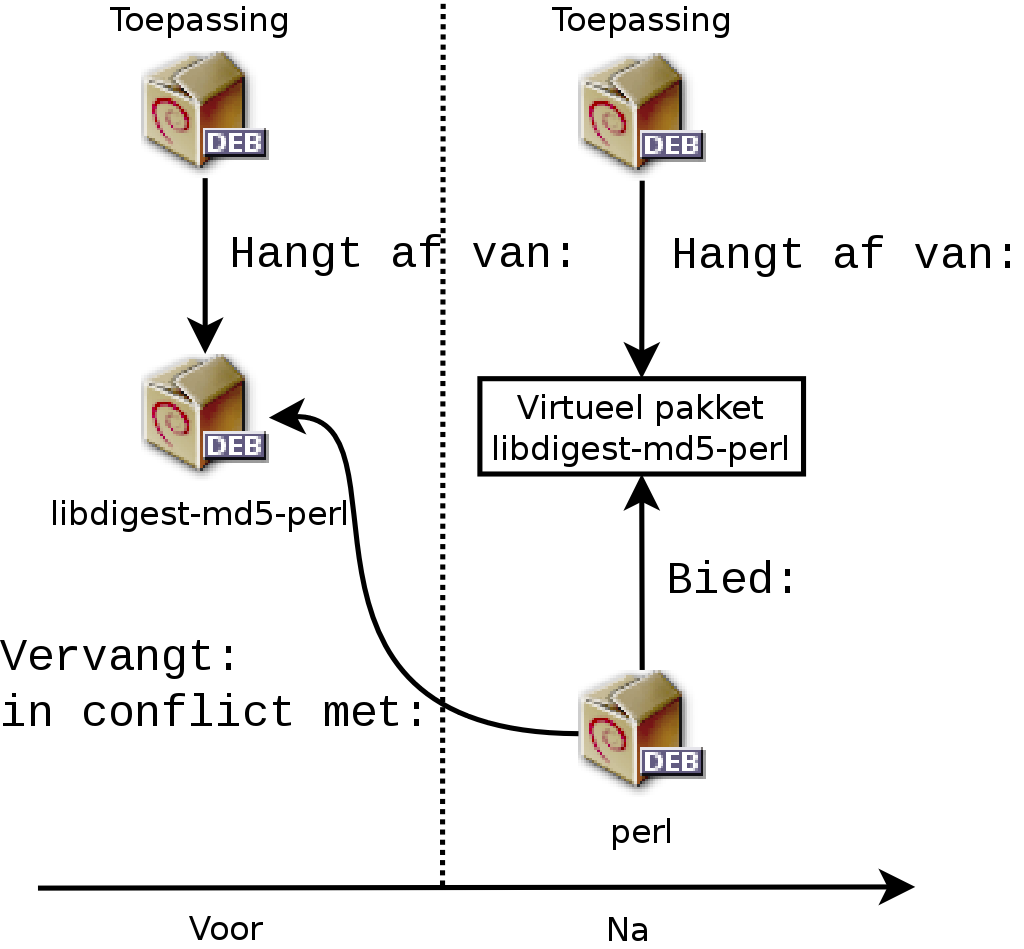 Toepassing
Toepassing
DEB
DEB
Hangt af van:
Hangt af van:
DEB
Virtueel pakket
libdigest-md5-perl
libdigest-md5-perl
Bied:
Vervangt:
in conflict met:
DEB
perl
Voor
Na